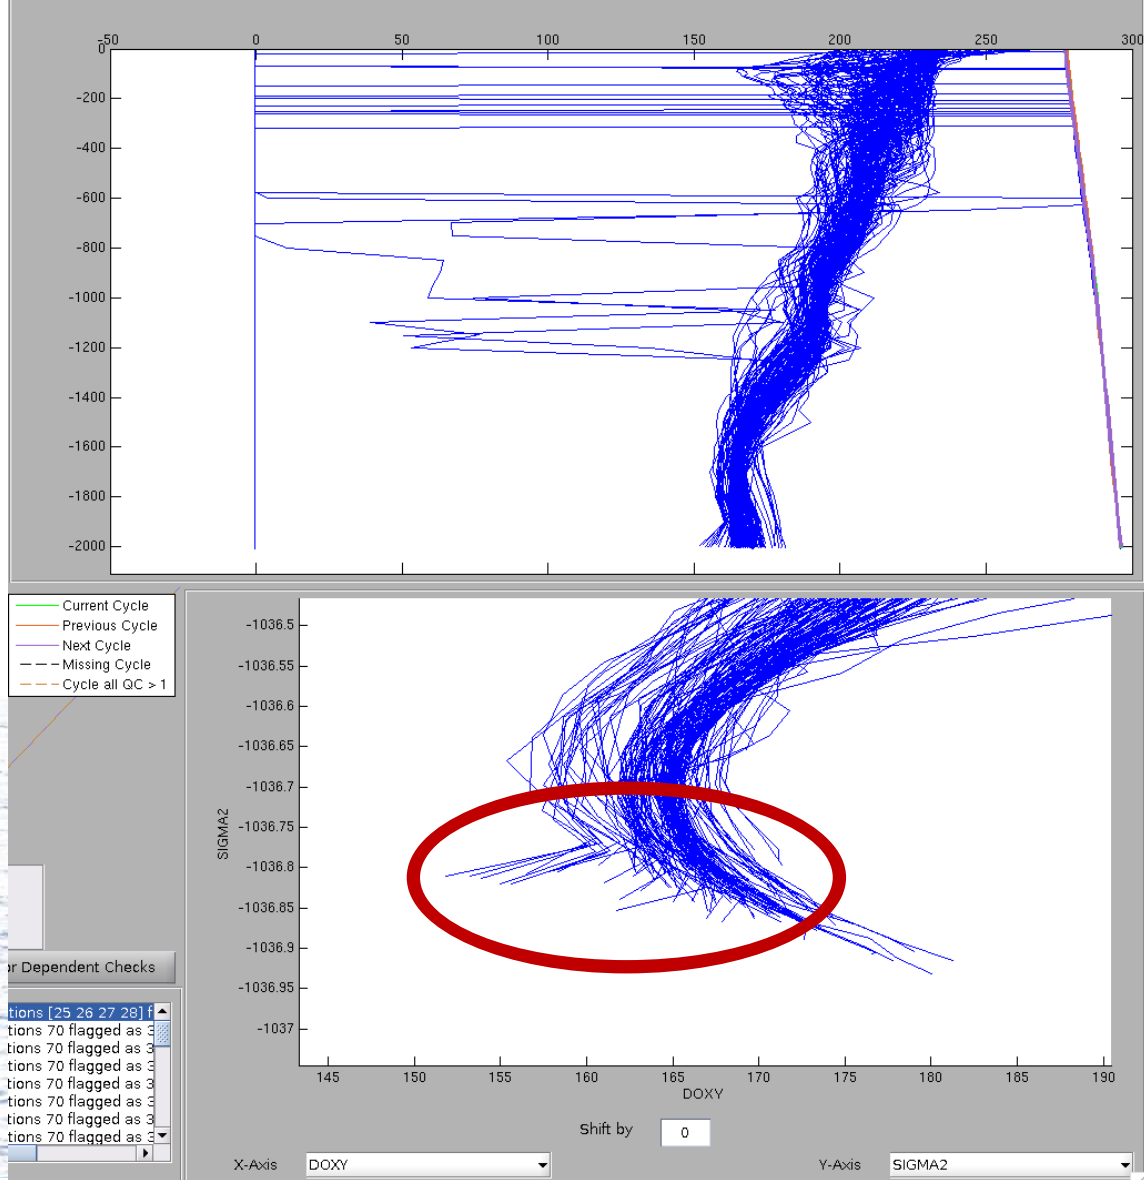 -50 0 50 100 150 200 250 300
0
-200
-400
-600
-800
-1000
-1200
-1400
-1600
-1800
-2000
Current Cycle
Previous Cycle
Next Cycle
Missing Cycle
Cycle all QC > 1
-1036.5
-1036.55
-1036.6
-1036.65
-1036.7
-1036.75
-1036.8
-1036.85
-1036.9
-1036.95
-1037
SIGMA2
145 150 155 160 165 170 175 180 185 190
DOXY
or Dependent Checks
tions [25 26 27 28] f
tions 70 flagged as 3
tions 70 flagged as 3
tions 70 flagged as 3
tions 70 flagged as 3
tions 70 flagged as 3
tions 70 flagged as 3
tions 70 flagged as 3
Shift by 0
X-Axis DOXY Y-Axis SIGMA2